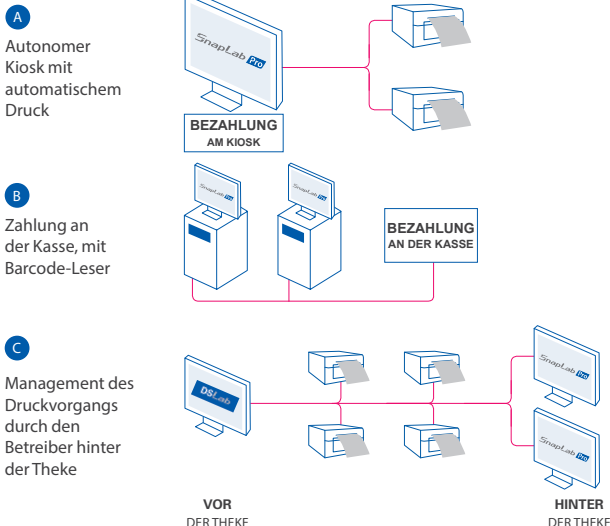 A
Autonomer
Kiosk mit
automatischem
Druck
SnapLab Pro
BEZAHLUNG
AM KIOSK
B
Zahlung an
der Kasse, mit
Barcode-Leser
SnapLab Pro
SnapLab Pro
BEZAHLUNG
AN DER KASSE
C
Management des
Druckvorgangs
durch den
Betreiber hinter
der Theke
DSLab
SnapLab Pro
SnapLab Pro
VOR
DER THEKE
HINTER
DER THEKE